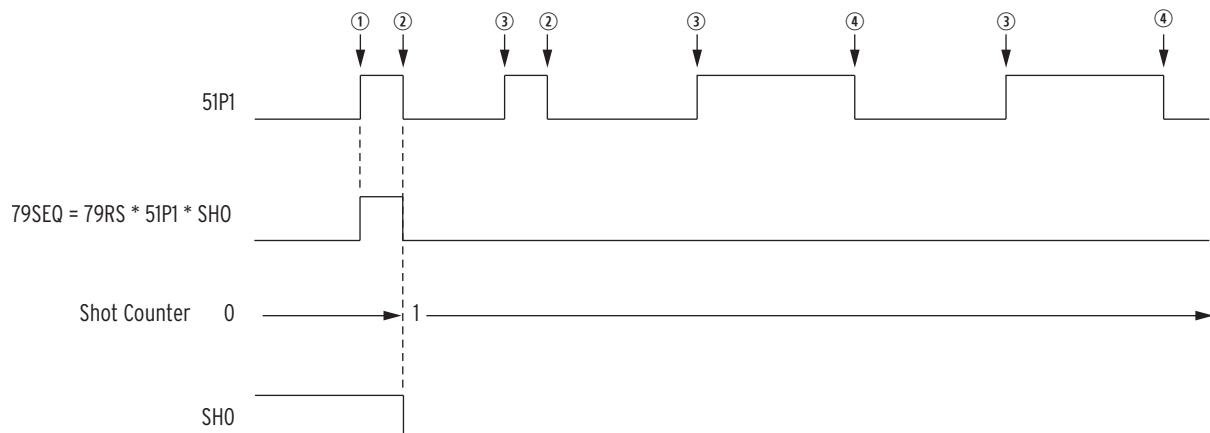 ① ② ③ ② ③ ④ ③ ④
51P1
79SEQ = 79RS * 51P1 * SH0
Shot Counter 0 1
SH0